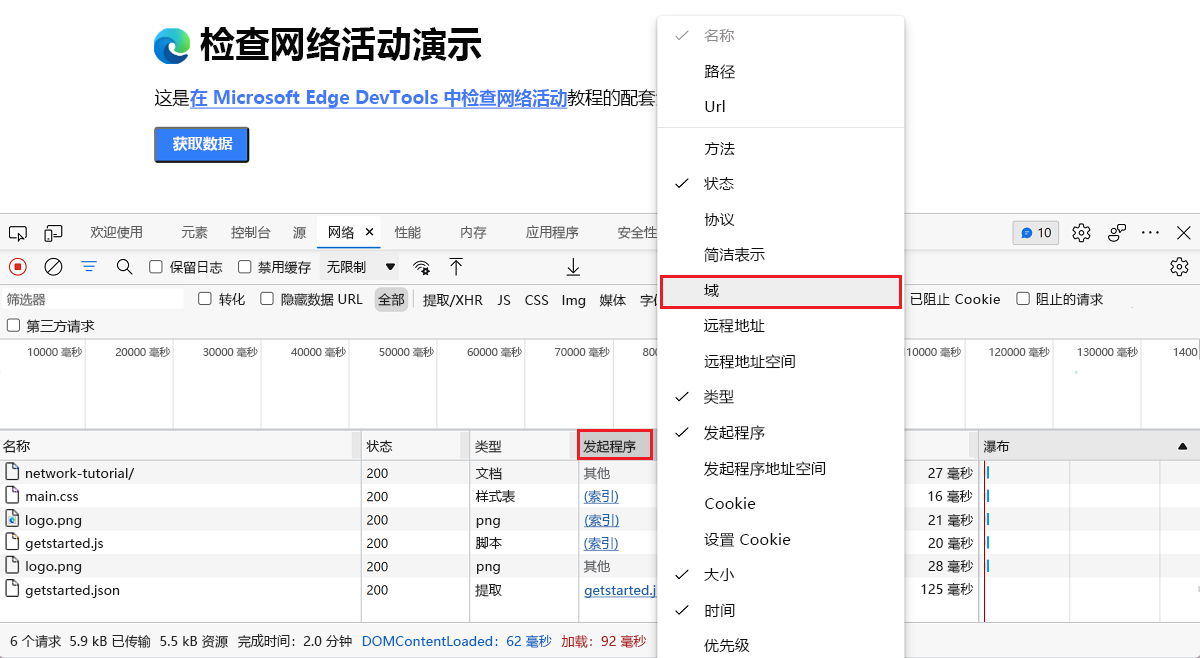 检查网络活动演示
这是在 Microsoft Edge DevTools 中检查网络活动教程的配套
获取数据
欢迎使用 元素 控制台 源 网络 性能 内存 应用程序 安全性 10
保留日志 禁用缓存 无限制
筛选器 转化 隐藏数据 URL 全部 提取/XHR JS CSS Img 媒体 已阻止 Cookie 阻止的请求
第三方请求
10000 毫秒 20000 毫秒 30000 毫秒 40000 毫秒 50000 毫秒 60000 毫秒 70000 毫秒 10000 毫秒 120000 毫秒 130000 毫秒 1400
名称 状态 类型 发起程序 瀑布
network-tutorial/ 200 文档 其他 27 毫秒
main.css 200 样式表 (索引) 16 毫秒
logo.png 200 png (索引) 21 毫秒
getstarted.js 200 脚本 (索引) 20 毫秒
logo.png 200 png 其他 28 毫秒
getstarted.json 200 提取 getstarted.j 125 毫秒
6 个请求 5.9 kB 已传输 5.5 kB 资源 完成时间：2.0 分钟 DOMContentLoaded：62 毫秒 加载：92 毫秒
名称
路径
Url
方法
状态
协议
简洁表示
域
远程地址
远程地址空间
类型
发起程序
发起程序地址空间
Cookie
设置 Cookie
大小
时间
优先级